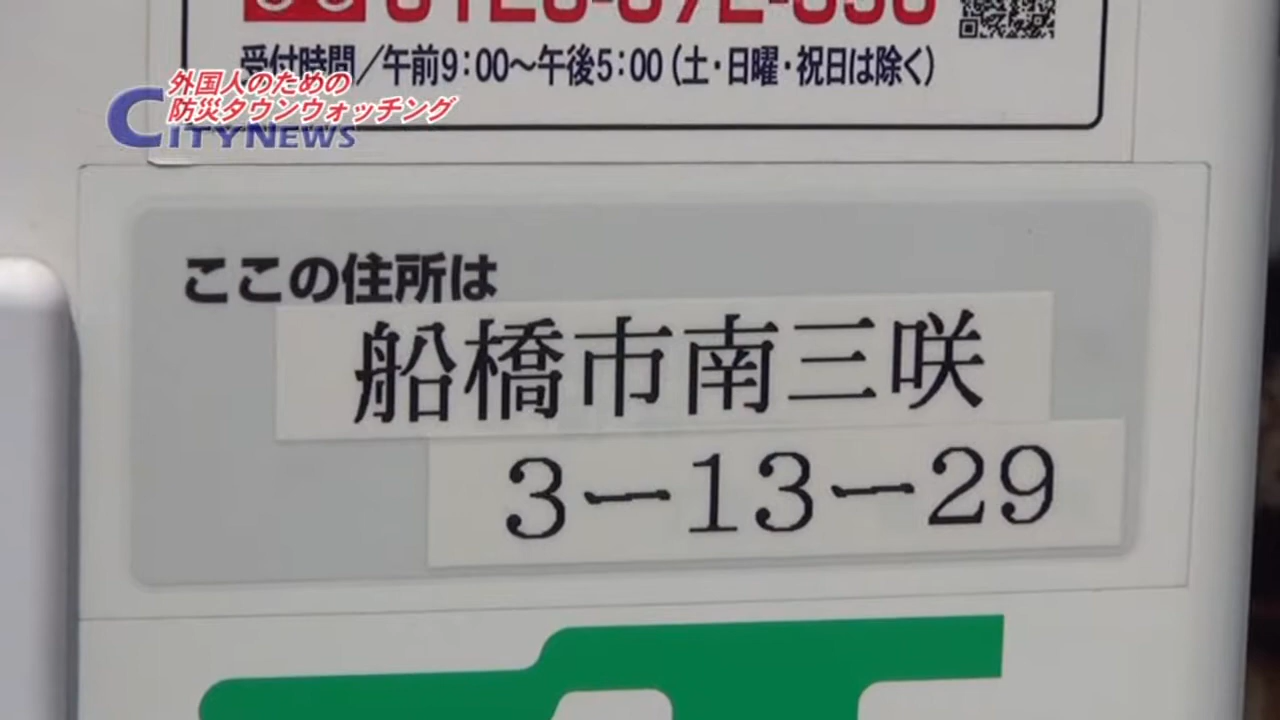 受付時間/午前9:00～午後5:00(土・日曜・祝日は除く)
外国人のための
防災タウンウォッチング
CITYNEWS
ここの住所は
船橋市南三咲
3－13－29